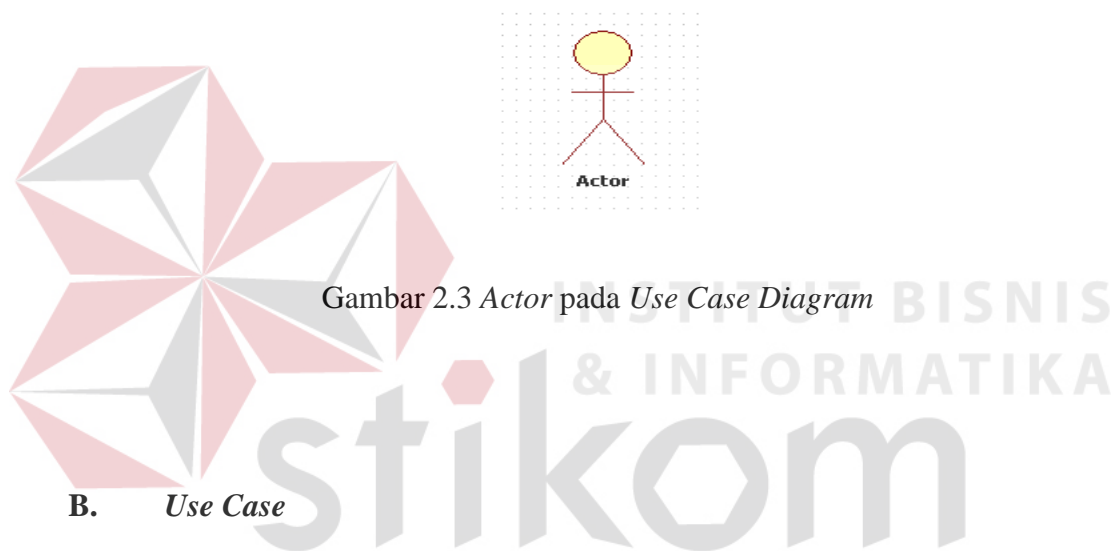 Actor
Gambar 2.3 Actor pada Use Case Diagram
INSTITUT BISNIS
& INFORMATIKA
stikom
B. Use Case